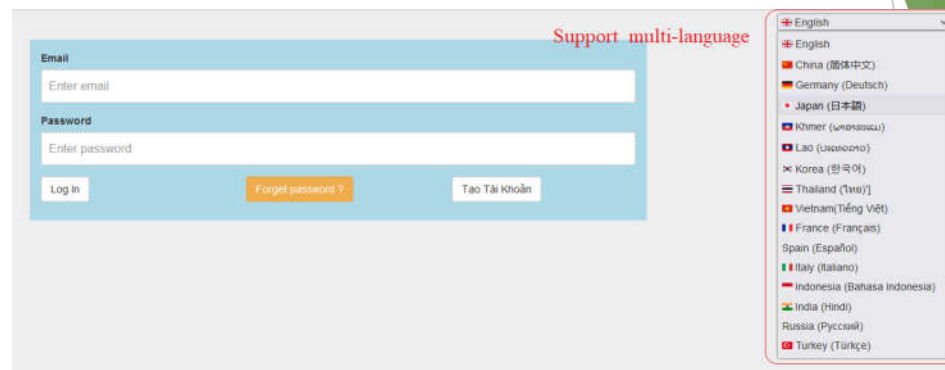 Support multi-language
Email
Enter email
Password
Enter password
Log In
Forget password ?
Tạo Tài Khoản
English
English
China (简体中文)
Germany (Deutsch)
Japan (日本語)
Khmer
Lao
Korea (한국어)
Thailand (ไทย)']
Vietnam(Tiếng Việt)
France (Français)
Spain (Español)
Italy (Italiano)
Indonesia (Bahasa Indonesia)
India (Hindi)
Russia (Русский)
Turkey (Türkçe)